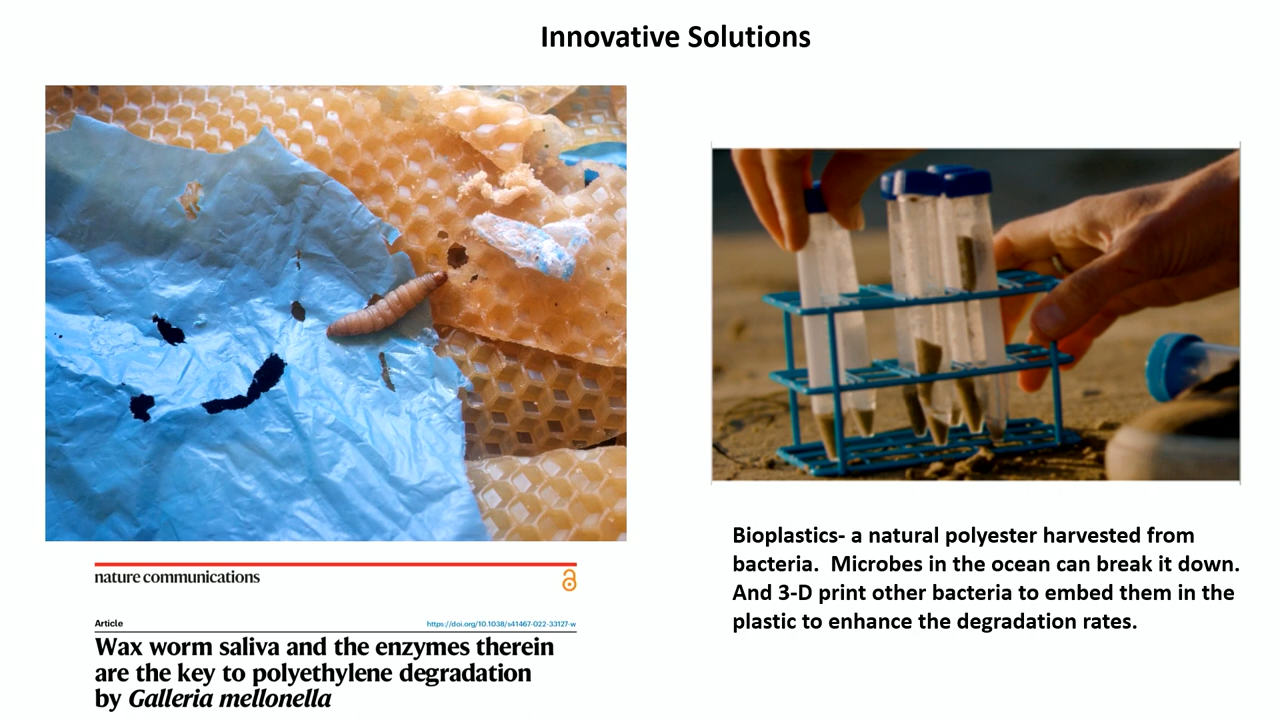 Innovative Solutions
nature communications
Article
https://doi.org/10.1038/s41467-022-33127-w
Wax worm saliva and the enzymes therein
are the key to polyethylene degradation
by Galleria mellonella
Bioplastics- a natural polyester harvested from
bacteria.  Microbes in the ocean can break it down.
And 3-D print other bacteria to embed them in the
plastic to enhance the degradation rates.